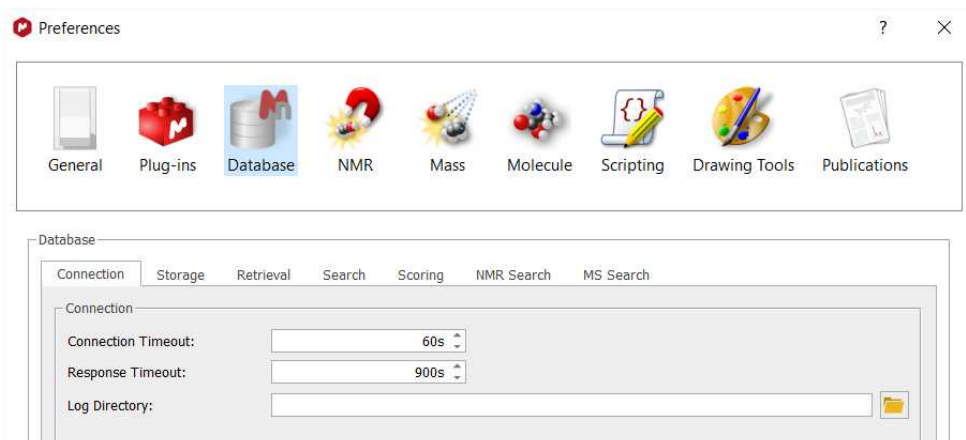 Preferences ?
General Plug-ins Database NMR Mass Molecule Scripting Drawing Tools Publications
Database
Connection Storage Retrieval Search Scoring NMR Search MS Search
Connection
Connection Timeout: 60s
Response Timeout: 900s
Log Directory: